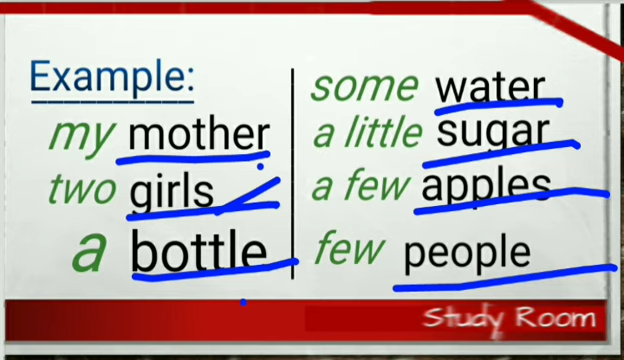 Example:
my mother
two girls
a bottle
some water
a little sugar
a few apples
few people
Study Room